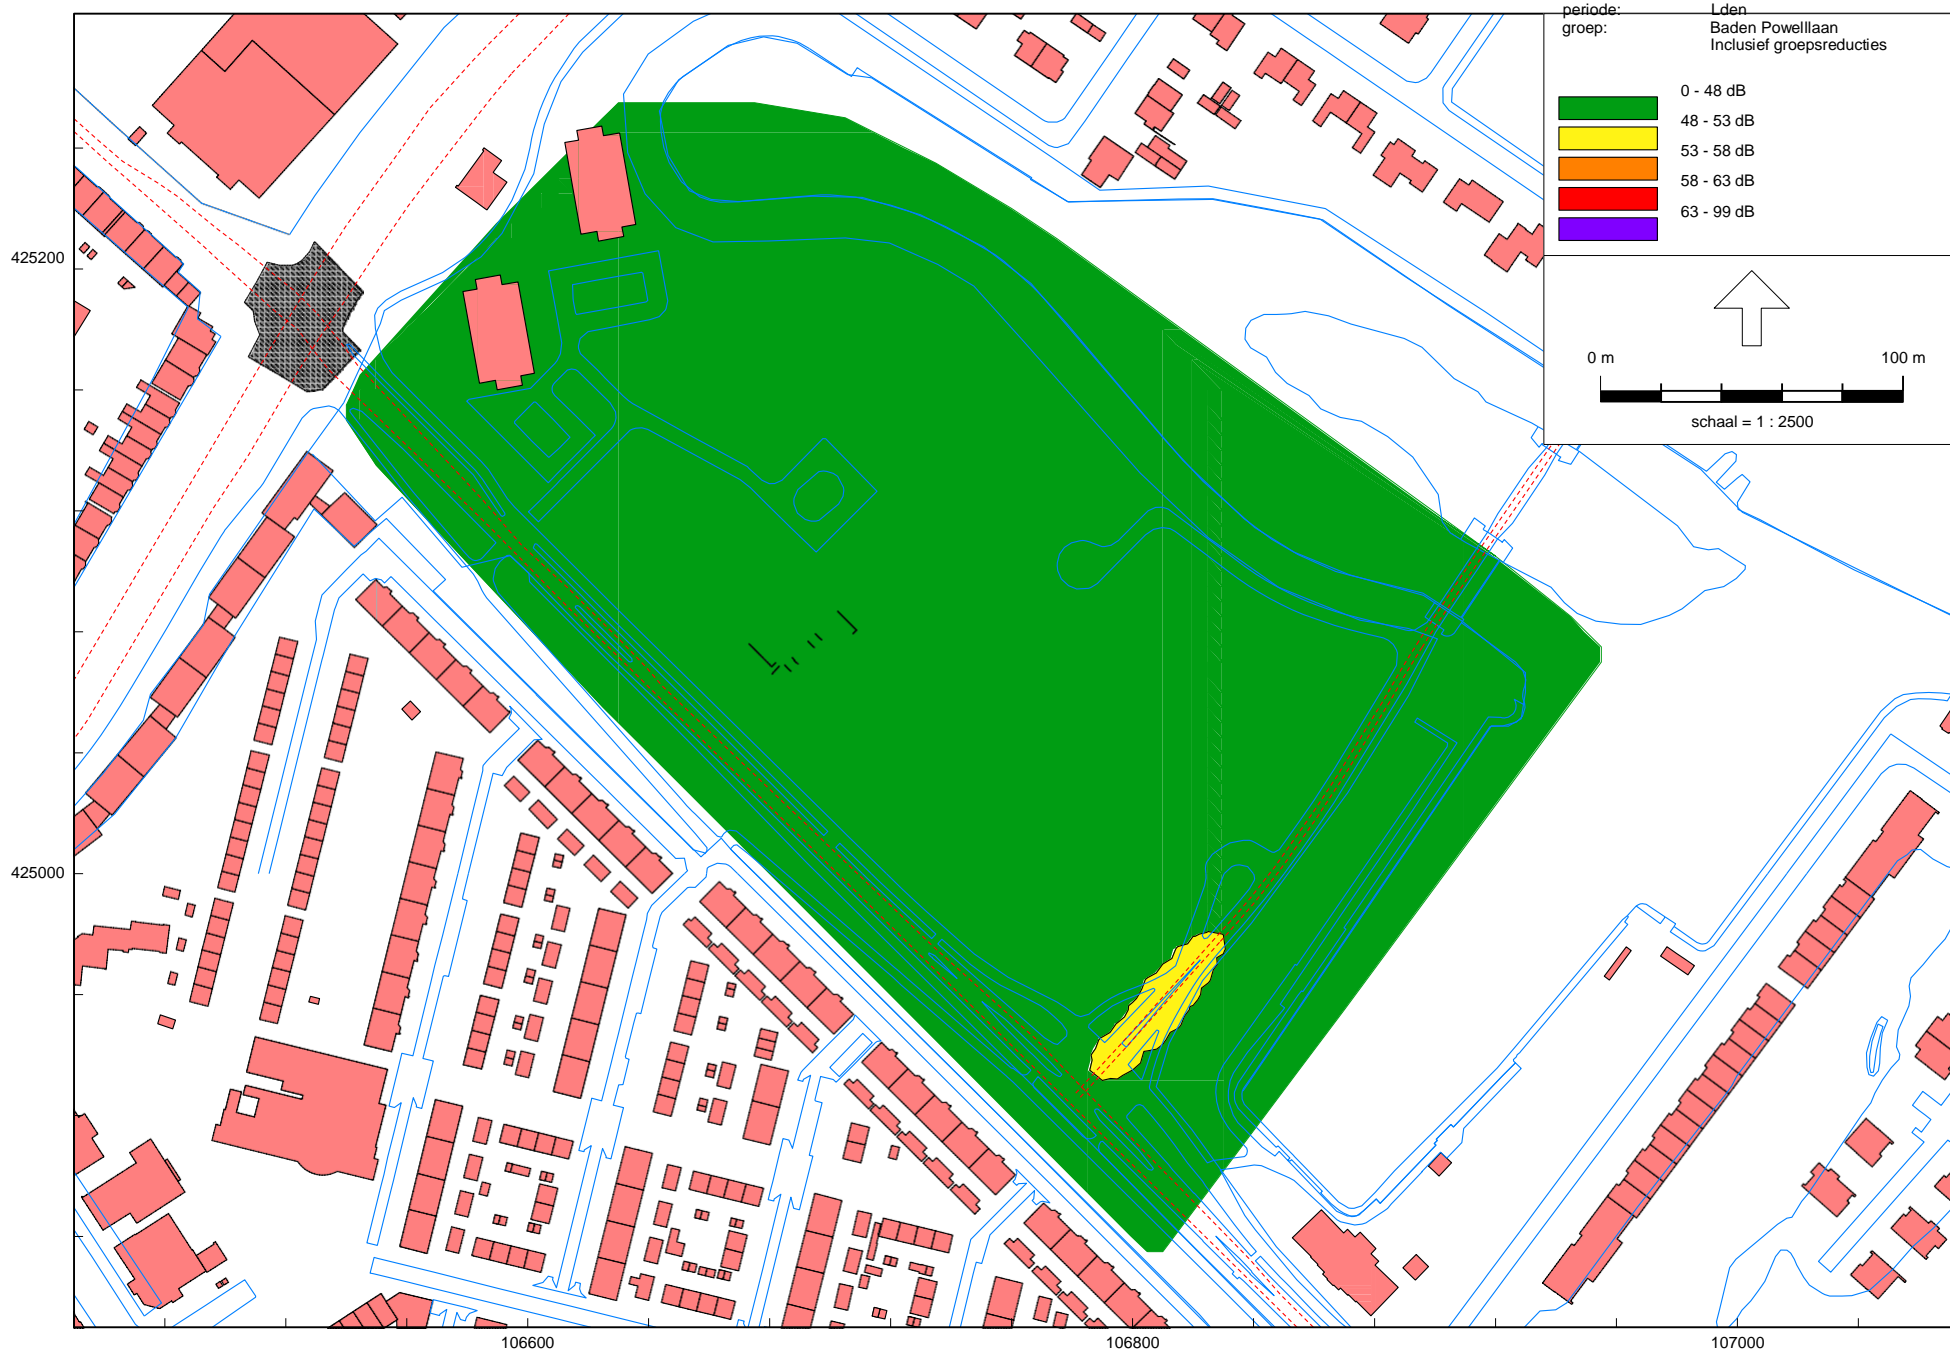 periode: Lden
groep: Baden Powelllaan
Inclusief groepsreducties
0 - 48 dB
48 - 53 dB
53 - 58 dB
58 - 63 dB
63 - 99 dB
0 m 100 m
schaal = 1 : 2500
425200
425000
106600 106800 107000